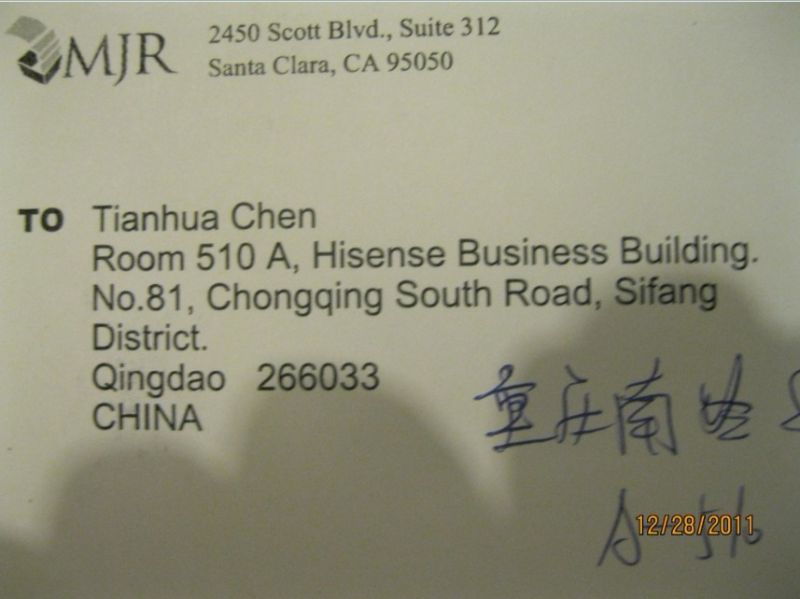 MJR
2450 Scott Blvd., Suite 312
Santa Clara, CA 95050
TO Tianhua Chen
Room 510 A, Hisense Business Building.
No.81, Chongqing South Road, Sifang
District.
Qingdao 266033
CHINA
重庆南路
A-510
12/28/2011